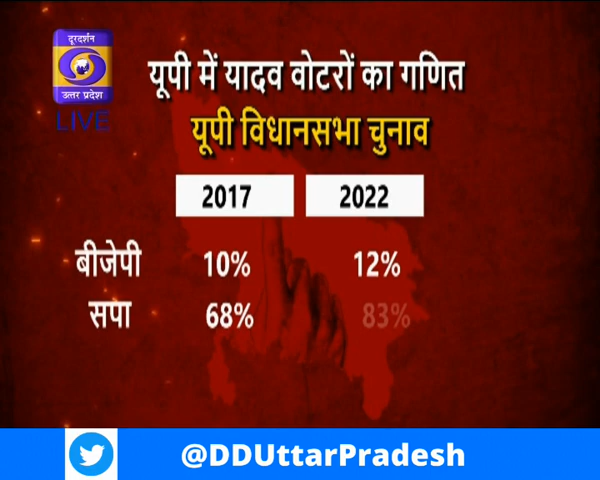 दूरदर्शन
उत्तर प्रदेश
LIVE
यूपी में यादव वोटरों का गणित
यूपी विधानसभा चुनाव
2017 2022
बीजेपी 10% 12%
सपा 68% 83%
@DDUttarPradesh